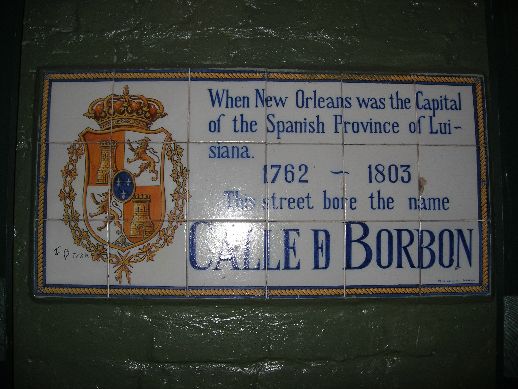 When New Orleans was the Capital
of the Spanish Province of Lui-
siana.
1762 ~ 1803
This street bore the name
CALLE D BORBON